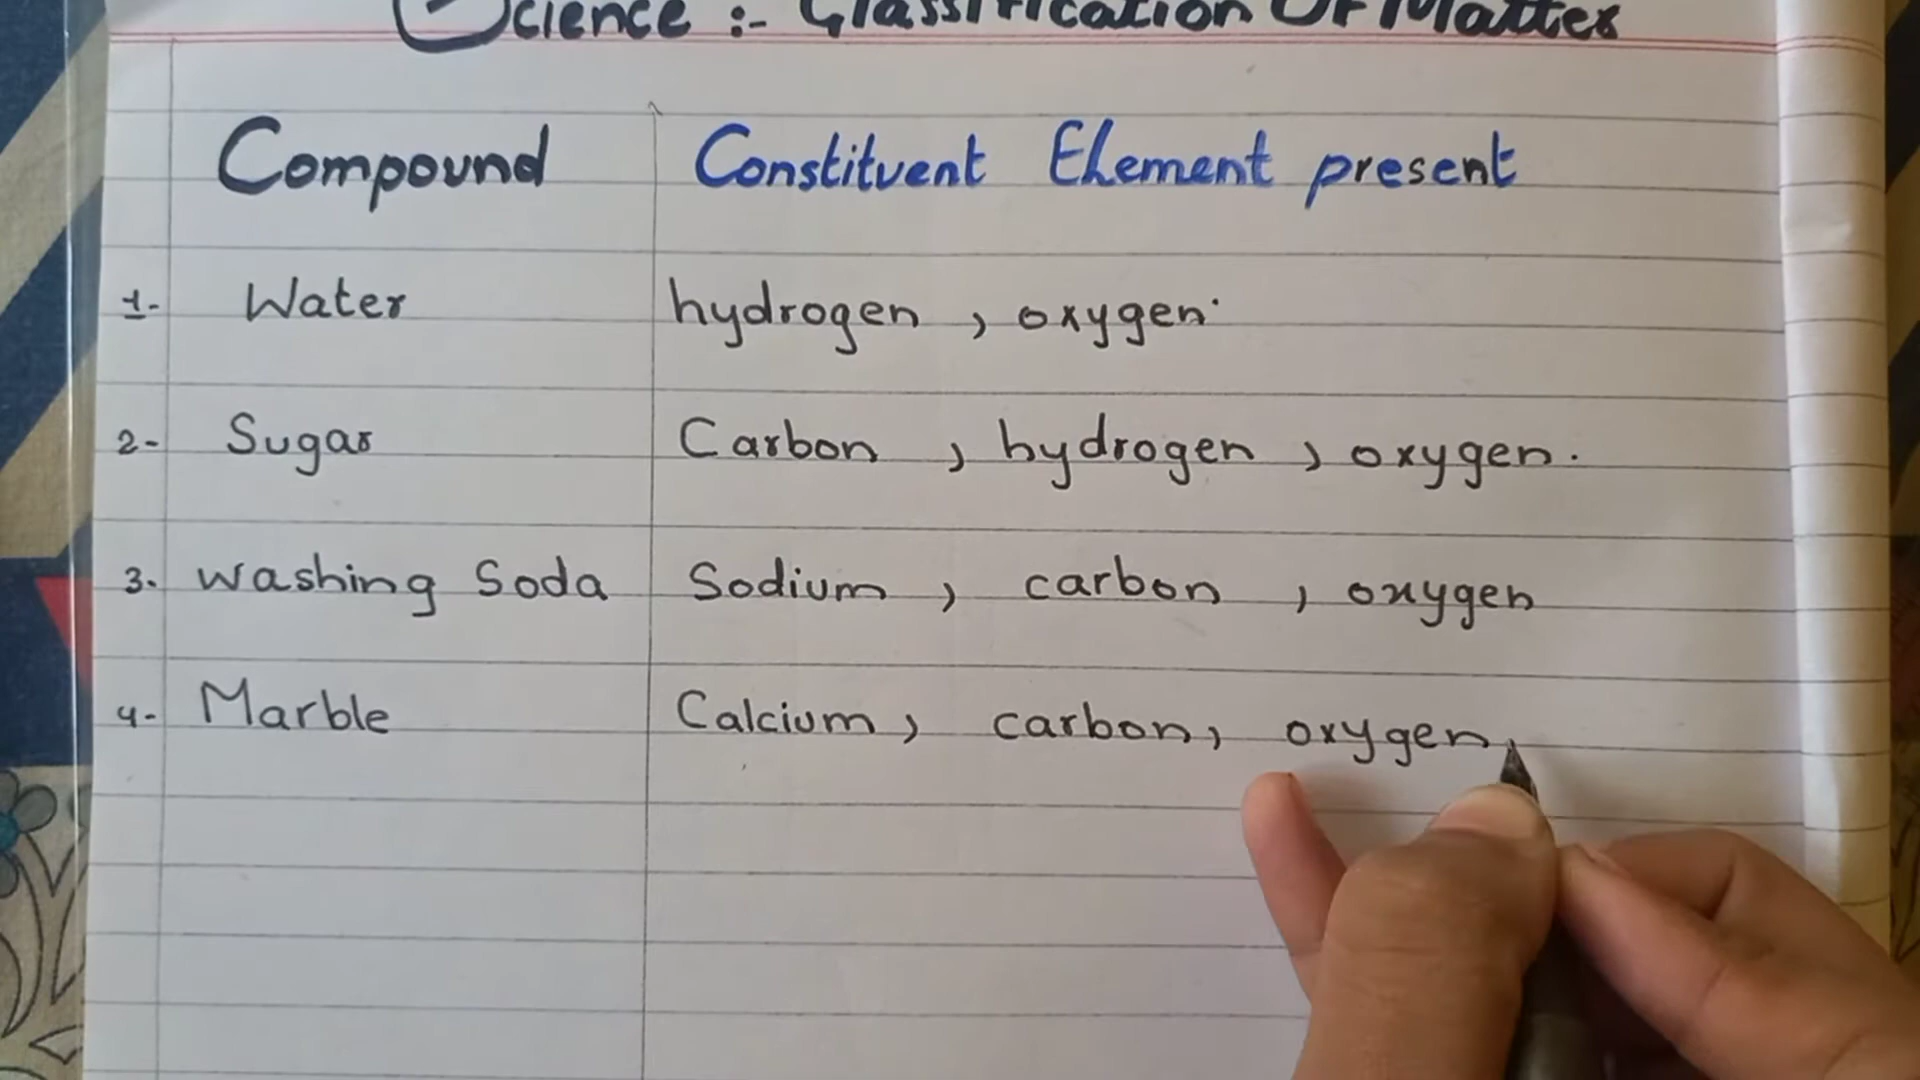 Science :- Classification Of Matter
Compound Constituent Element present
1- Water hydrogen , oxygen.
2- Sugar Carbon , hydrogen , oxygen.
3. Washing Soda Sodium , carbon , oxygen
4- Marble Calcium, carbon, oxygen,